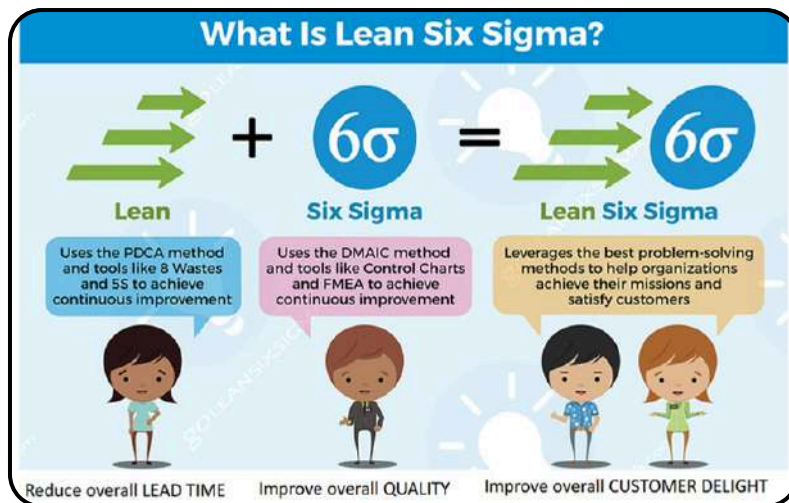 What Is Lean Six Sigma?
+
6σ
=
6σ
Lean
Six Sigma
Lean Six Sigma
Uses the PDCA method
and tools like 8 Wastes
and 5S to achieve
continuous improvement
Uses the DMAIC method
and tools like Control Charts
and FMEA to achieve
continuous improvement
Leverages the best problem-solving
methods to help organizations
achieve their missions and
satisfy customers
Reduce overall LEAD TIME
Improve overall QUALITY
Improve overall CUSTOMER DELIGHT